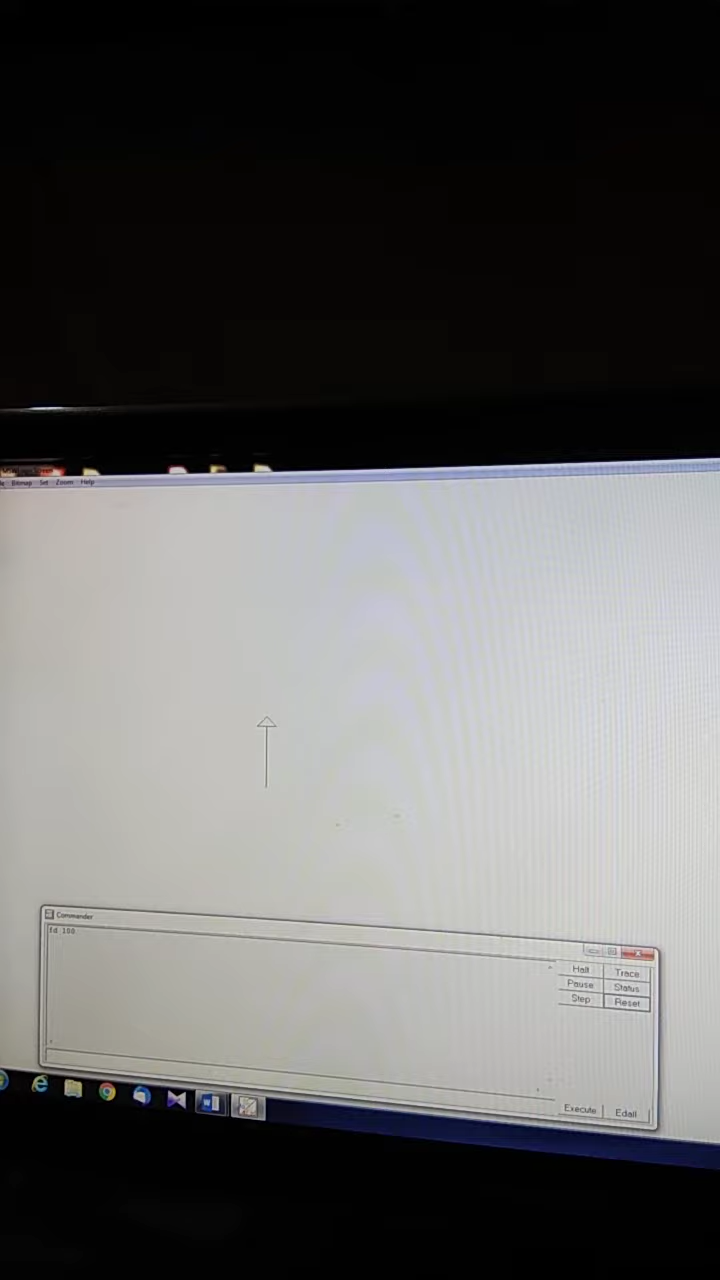 Bitmap Set Zoom Help
Commander
fd 100
Halt Trace
Pause Status
Step Reset
Execute Edall